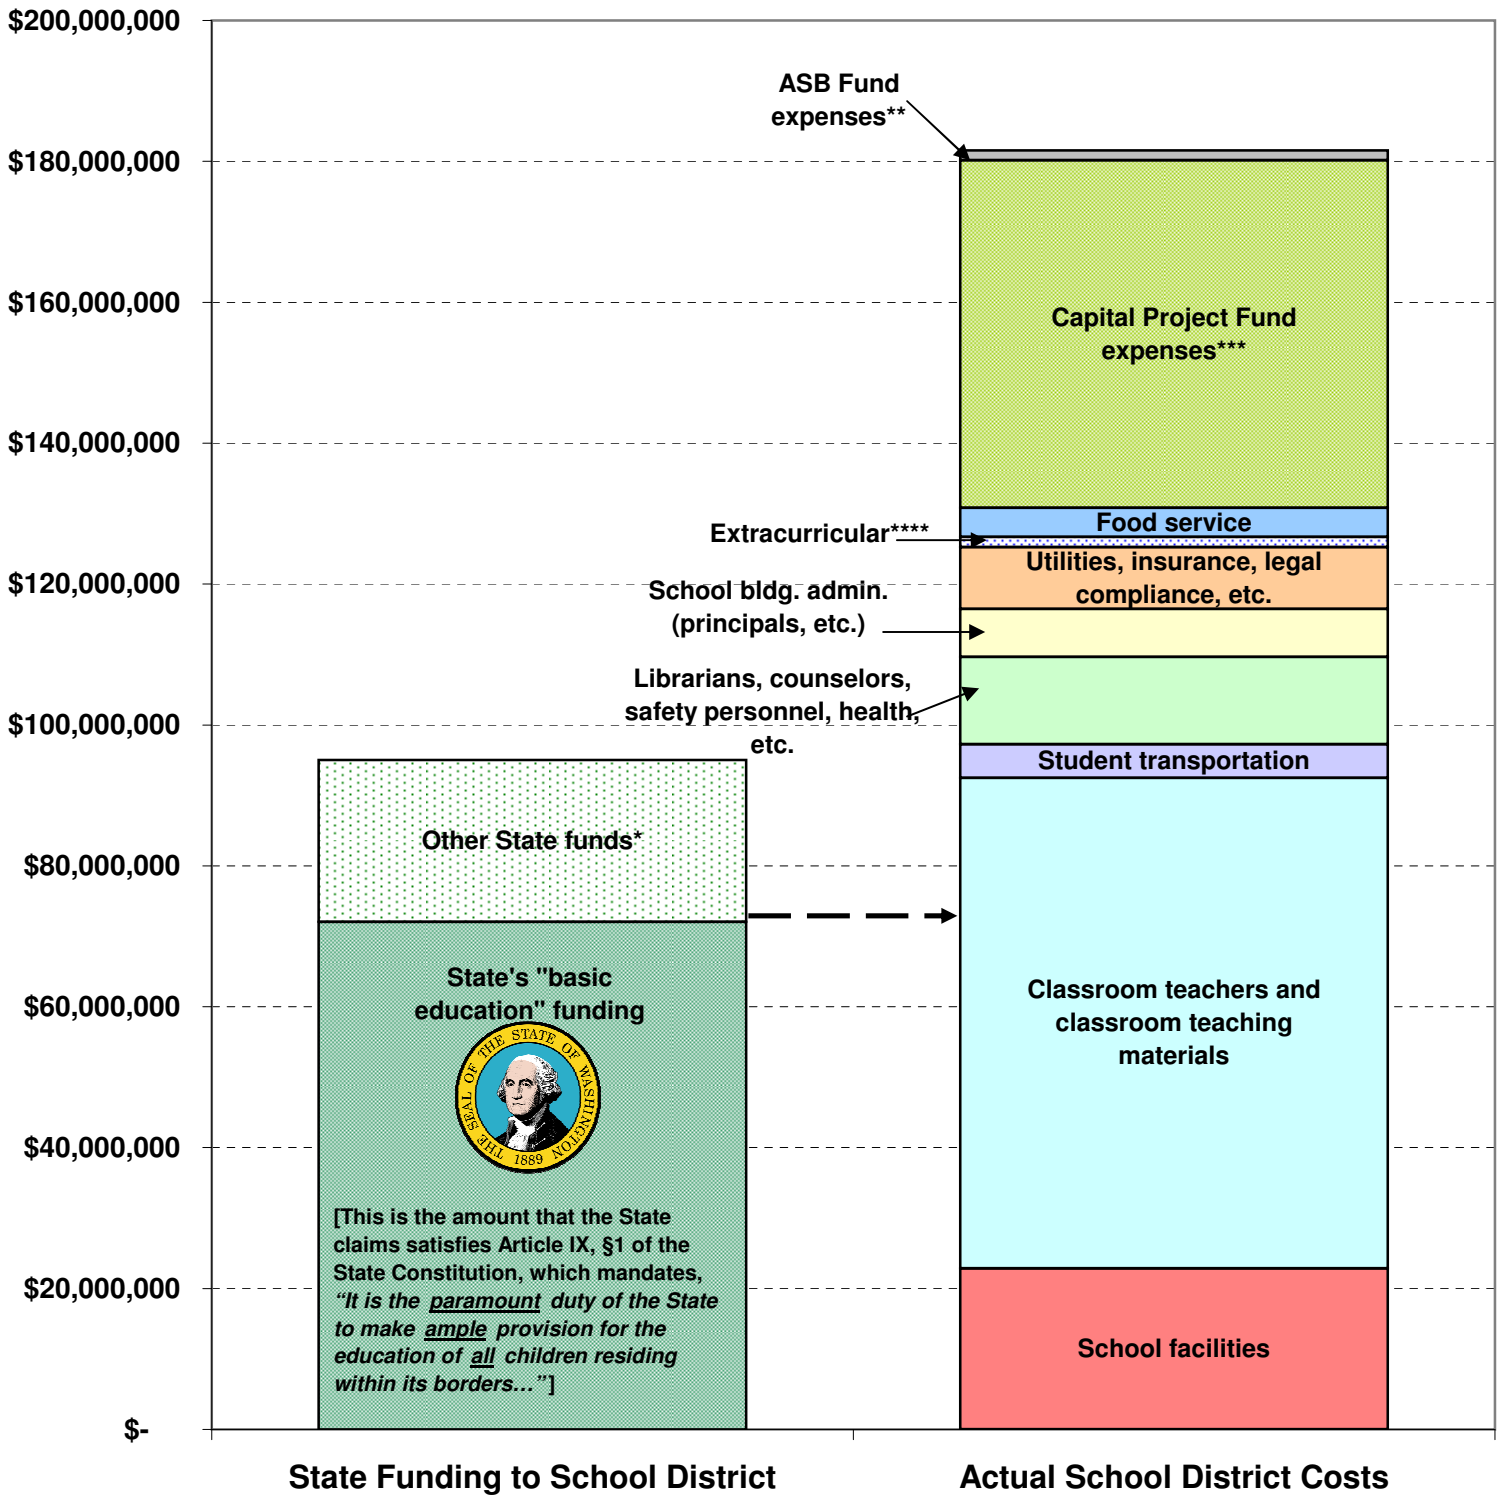 $200,000,000
$180,000,000
$160,000,000
$140,000,000
$120,000,000
$100,000,000
$80,000,000
$60,000,000
$40,000,000
$20,000,000
$-
Other State funds*
State's "basic
education" funding
THE SEAL OF THE STATE OF WASHINGTON
1889
[This is the amount that the State
claims satisfies Article IX, §1 of the
State Constitution, which mandates,
“It is the paramount duty of the State
to make ample provision for the
education of all children residing
within its borders…”]
ASB Fund
expenses**
Capital Project Fund
expenses***
Food service
Extracurricular****
Utilities, insurance, legal
compliance, etc.
School bldg. admin.
(principals, etc.)
Librarians, counselors,
safety personnel, health,
etc.
Student transportation
Classroom teachers and
classroom teaching
materials
School facilities
State Funding to School District
Actual School District Costs